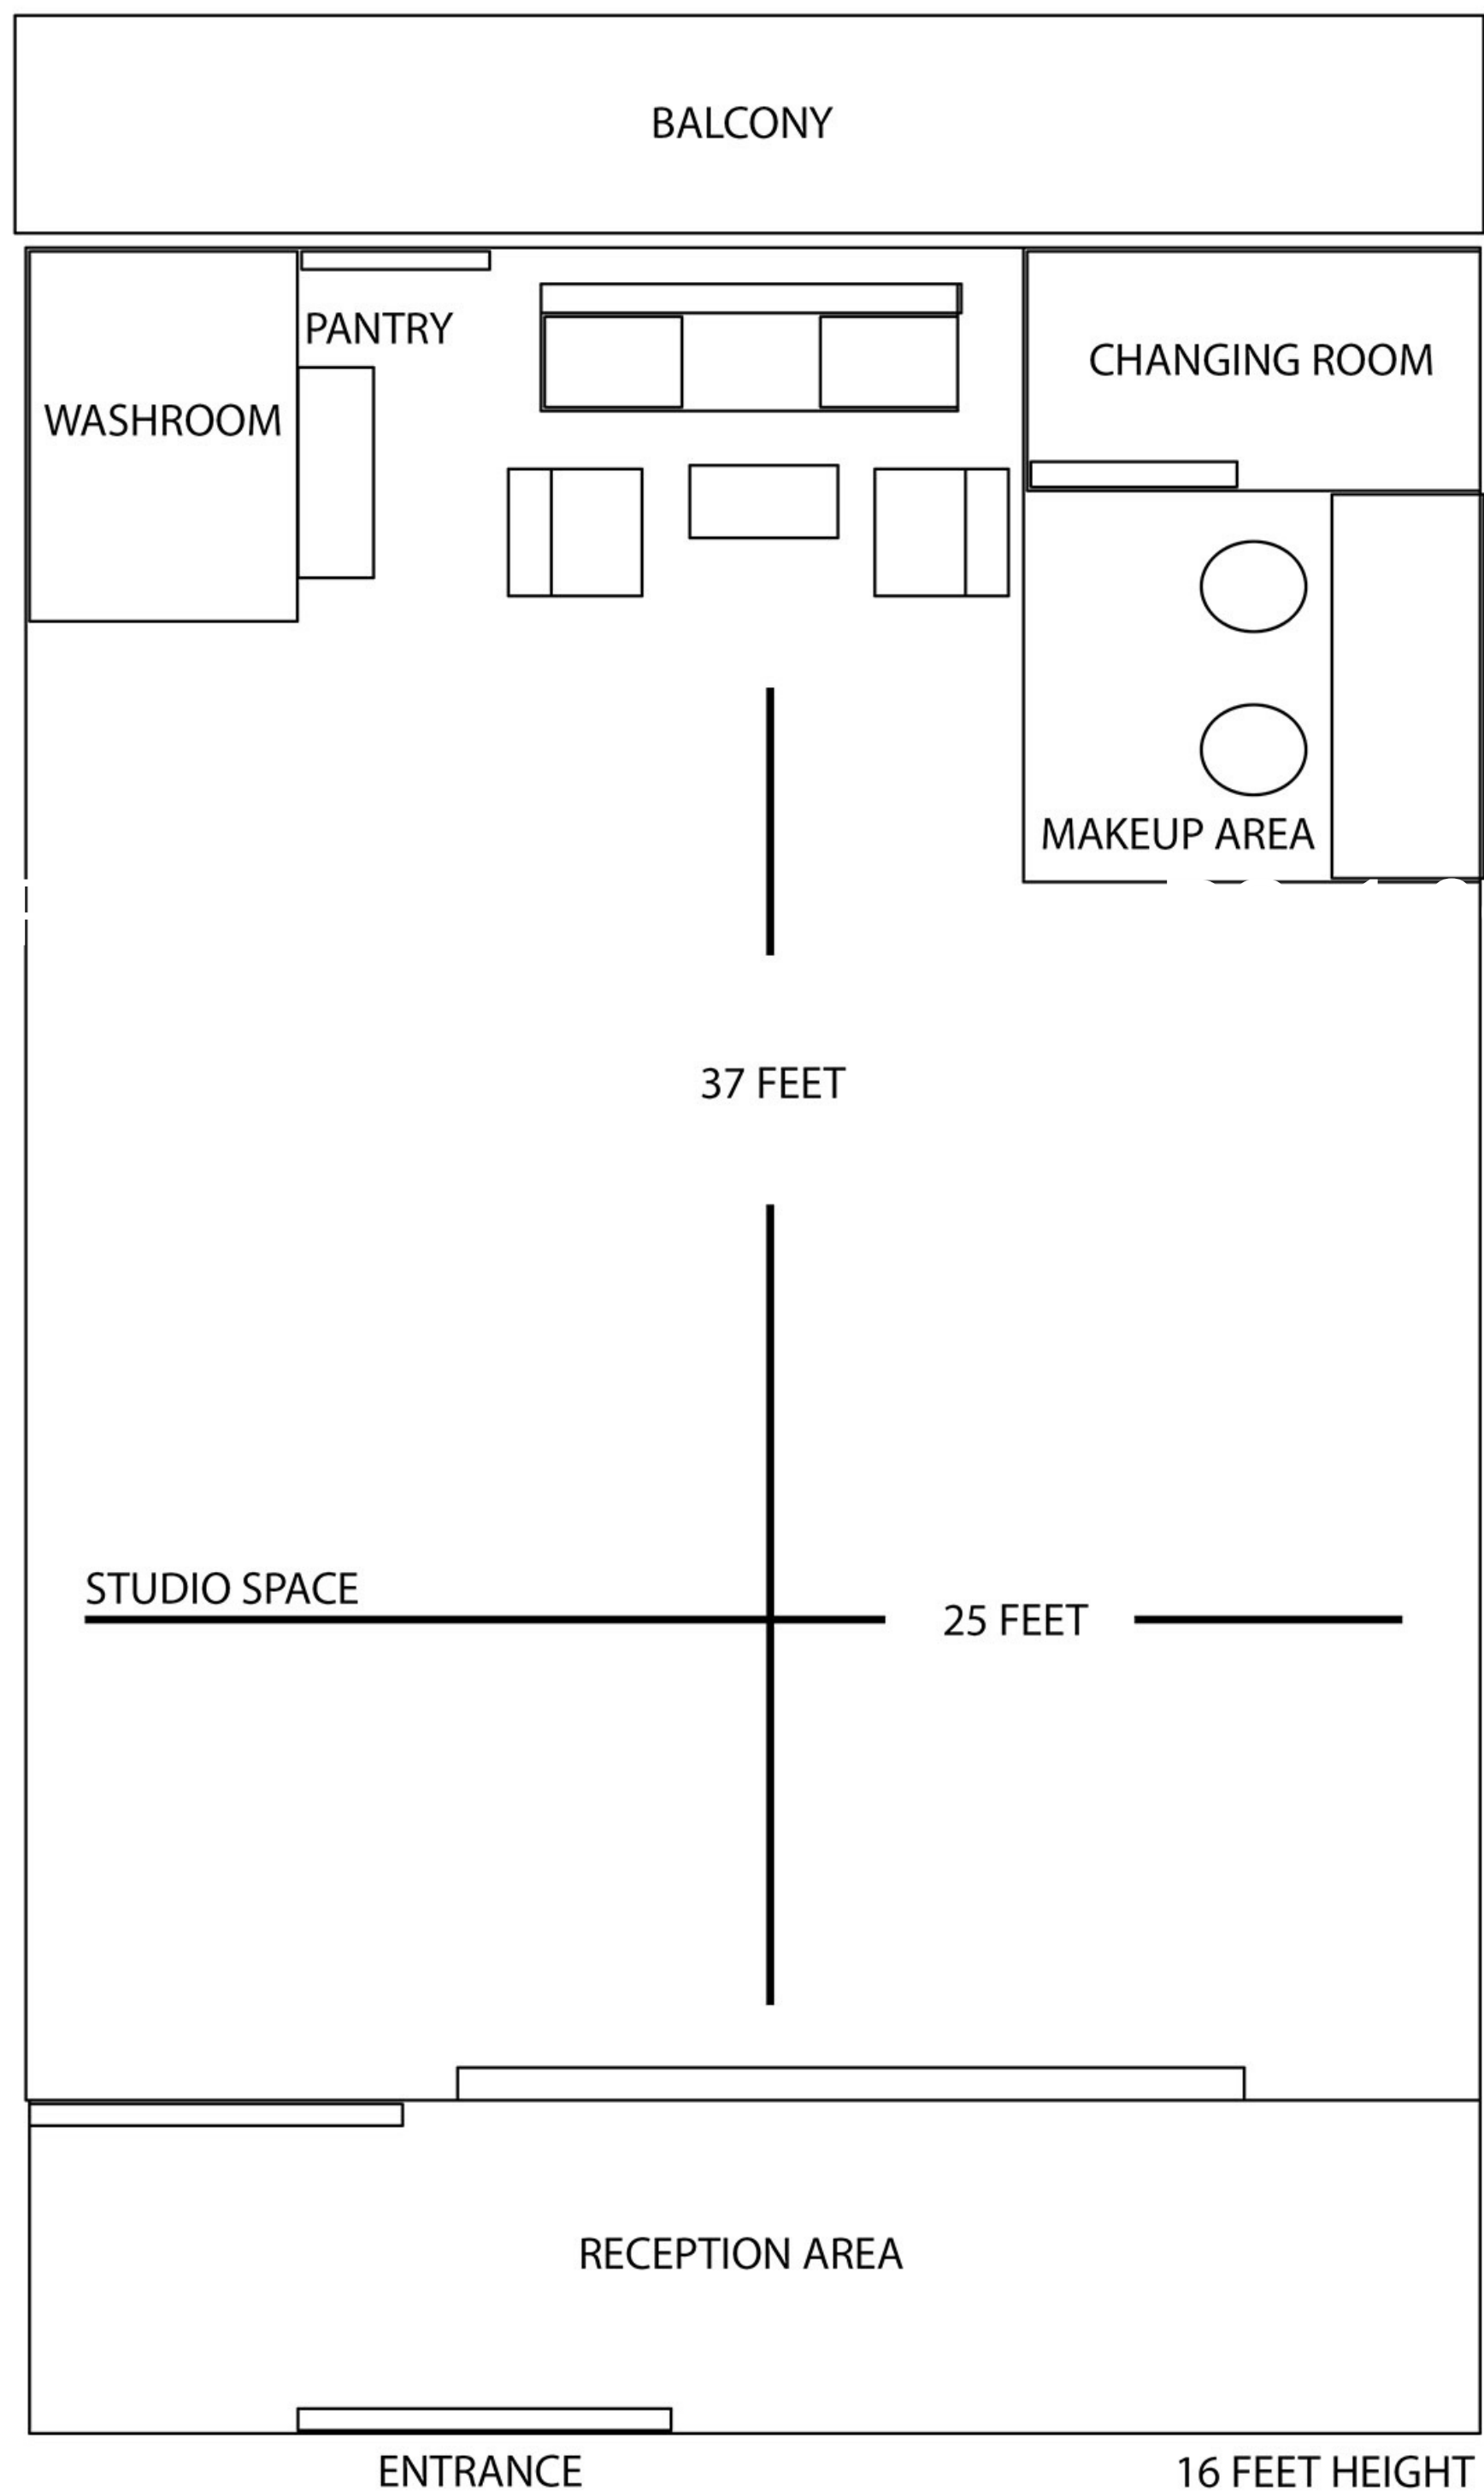 BALCONY
PANTRY
CHANGING ROOM
WASHROOM
MAKEUP AREA
37 FEET
STUDIO SPACE
25 FEET
RECEPTION AREA
ENTRANCE
16 FEET HEIGHT